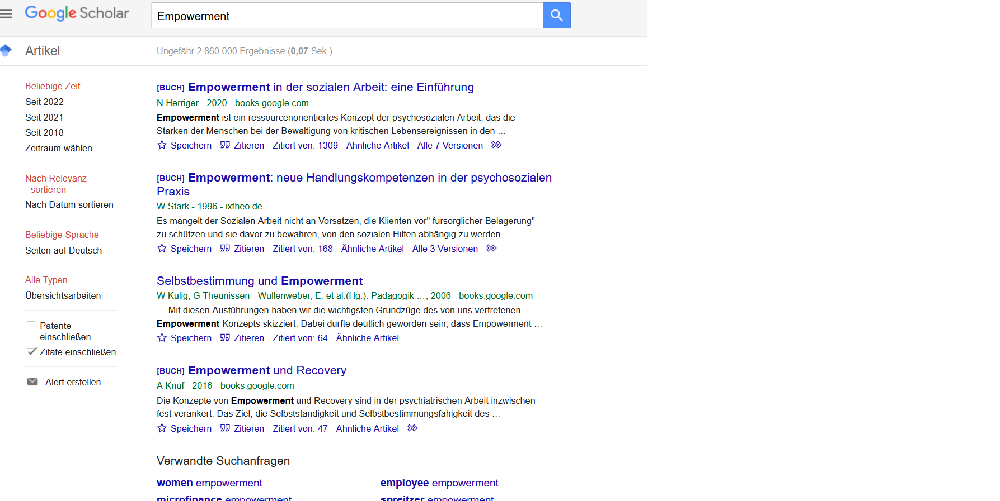 Google Scholar
Empowerment
Artikel
Ungefähr 2.860.000 Ergebnisse (0,07 Sek.)
Beliebige Zeit
Seit 2022
Seit 2021
Seit 2018
Zeitraum wählen...
Nach Relevanz
sortieren
Nach Datum sortieren
Beliebige Sprache
Seiten auf Deutsch
Alle Typen
Übersichtsarbeiten
Patente
einschließen
Zitate einschließen
Alert erstellen
[BUCH] Empowerment in der sozialen Arbeit: eine Einführung
N Herriger - 2020 - books.google.com
Empowerment ist ein ressourcenorientiertes Konzept der psychosozialen Arbeit, das die
Stärken der Menschen bei der Bewältigung von kritischen Lebensereignissen in den …
Speichern Zitieren Zitiert von: 1309 Ähnliche Artikel Alle 7 Versionen
[BUCH] Empowerment: neue Handlungskompetenzen in der psychosozialen
Praxis
W Stark - 1996 - ixtheo.de
Es mangelt der Sozialen Arbeit nicht an Vorsätzen, die Klienten vor" fürsorglicher Belagerung"
zu schützen und sie davor zu bewahren, von den sozialen Hilfen abhängig zu werden. …
Speichern Zitieren Zitiert von: 168 Ähnliche Artikel Alle 3 Versionen
Selbstbestimmung und Empowerment
W Kulig, G Theunissen - Wüllenweber, E. et al.(Hg.): Pädagogik …, 2006 - books.google.com
… Mit diesen Ausführungen haben wir die wichtigsten Grundzüge des von uns vertretenen
Empowerment-Konzepts skizziert. Dabei dürfte deutlich geworden sein, dass Empowerment …
Speichern Zitieren Zitiert von: 64 Ähnliche Artikel
[BUCH] Empowerment und Recovery
A Knuf - 2016 - books.google.com
Die Konzepte von Empowerment und Recovery sind in der psychiatrischen Arbeit inzwischen
fest verankert. Das Ziel, die Selbstständigkeit und Selbstbestimmungsfähigkeit des …
Speichern Zitieren Zitiert von: 47 Ähnliche Artikel
Verwandte Suchanfragen
women empowerment
employee empowerment
microfinance empowerment
spreitzer empowerment